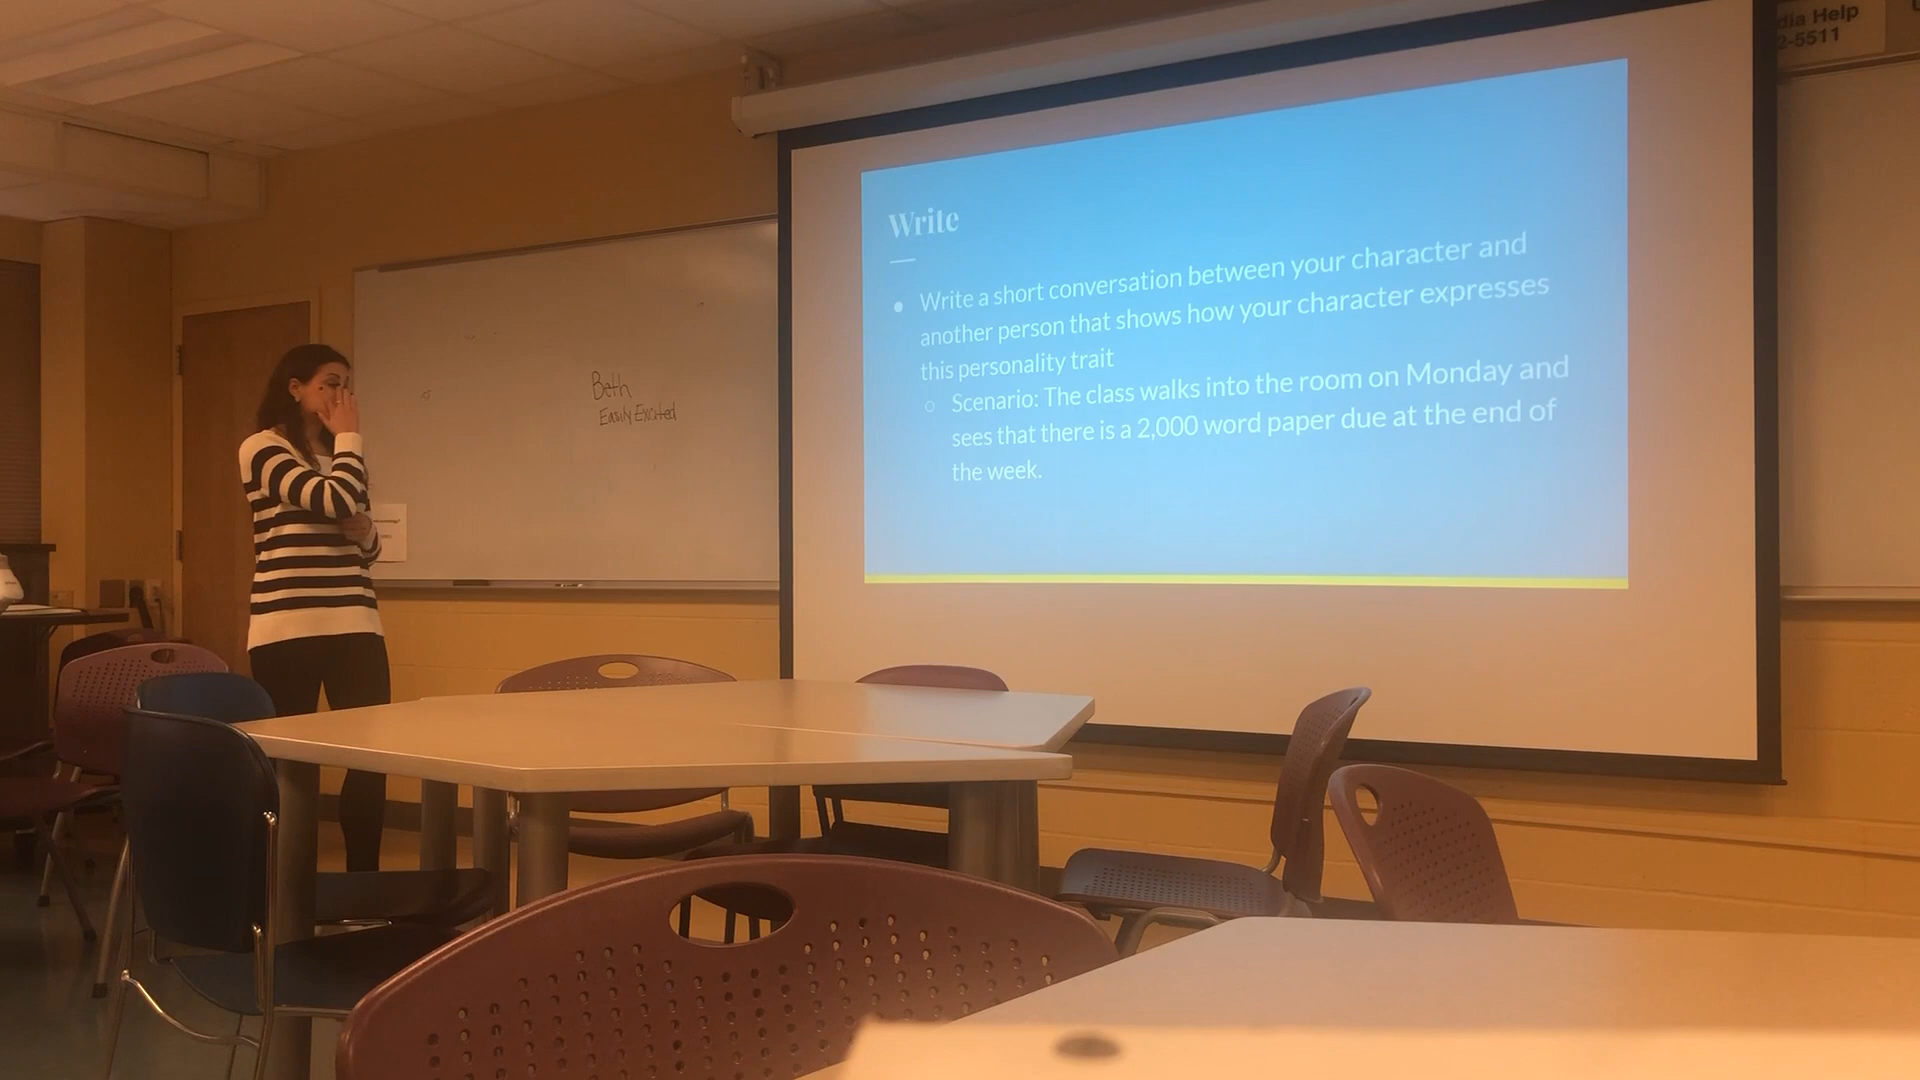 dia Help
2-5511
Write
Write a short conversation between your character and
another person that shows how your character expresses
this personality trait
Scenario: The class walks into the room on Monday and
sees that there is a 2,000 word paper due at the end of
the week.
Beth
Easily Excited